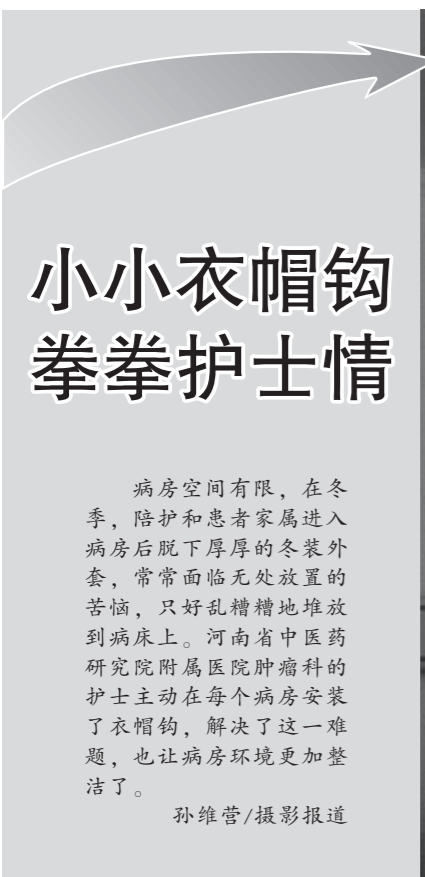 小小衣帽钩
拳拳护士情
病房空间有限，在冬
季，陪护和患者家属进入
病房后脱下厚厚的冬装外
套，常常面临无处放置的
苦恼，只好乱糟糟地堆放
到病床上。河南省中医药
研究院附属医院肿瘤科的
护士主动在每个病房安装
了衣帽钩，解决了这一难
题，也让病房环境更加整
洁了。
孙维营/摄影报道